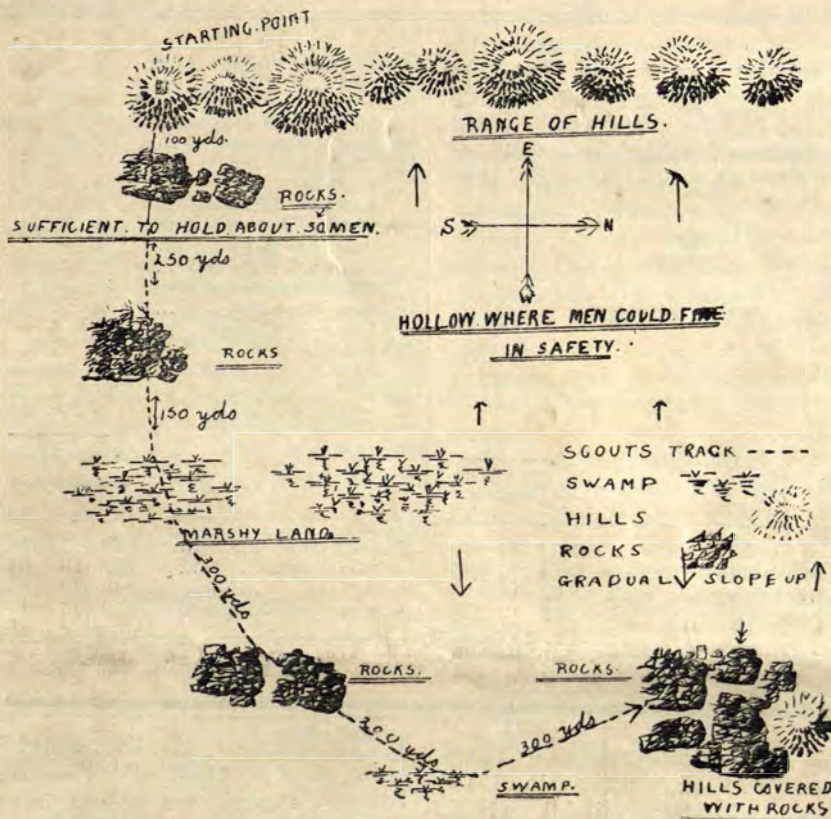 STARTING. POINT
100 yds.
RANGE OF HILLS.
E
ROCKS.
S N
W
SUFFICIENT. TO HOLD. ABOUT. 30 MEN.
250 yds
HOLLOW. WHERE MEN COULD. FIRE
IN SAFETY.
ROCKS
150 yds
SCOUTS TRACK ----
SWAMP
HILLS
ROCKS
GRADUAL SLOPE UP
MARSHY LAND.
300 yds
ROCKS.
ROCKS.
200 yds
300 yds
SWAMP.
HILLS COVERED
WITH ROCKS